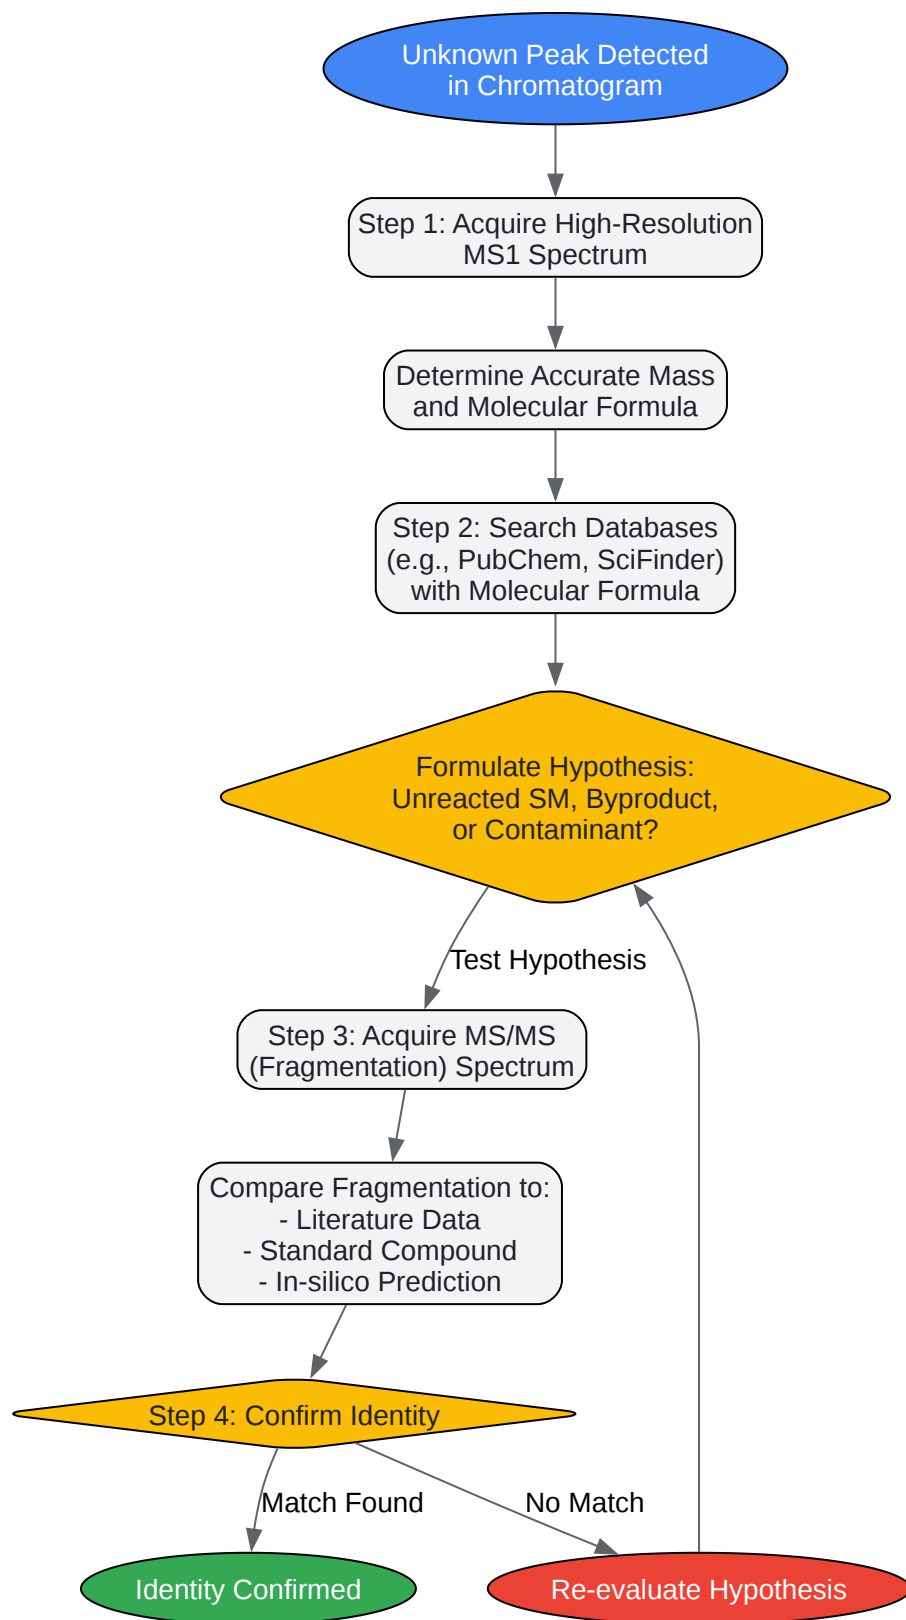 Unknown Peak Detected
in Chromatogram
Step 1: Acquire High-Resolution
MS1 Spectrum
Determine Accurate Mass
and Molecular Formula
Step 2: Search Databases
(e.g., PubChem, SciFinder)
with Molecular Formula
Formulate Hypothesis:
Unreacted SM, Byproduct,
or Contaminant?
Test Hypothesis
Step 3: Acquire MS/MS
(Fragmentation) Spectrum
Compare Fragmentation to:
- Literature Data
- Standard Compound
- In-silico Prediction
Step 4: Confirm Identity
Match Found
No Match
Identity Confirmed
Re-evaluate Hypothesis